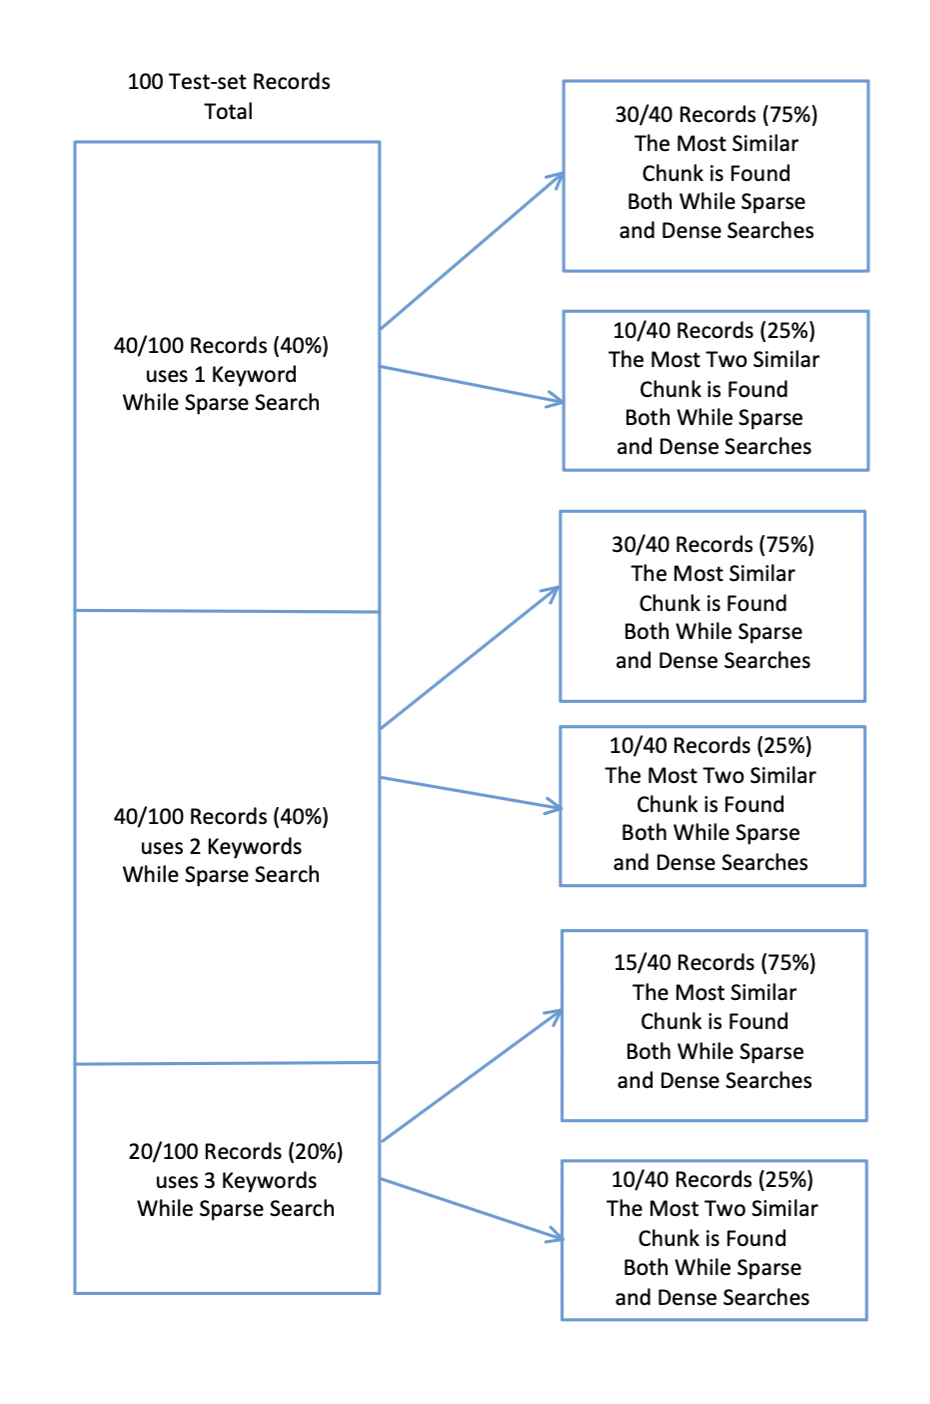 100 Test-set Records
Total
40/100 Records (40%)
uses 1 Keyword
While Sparse Search
30/40 Records (75%)
The Most Similar
Chunk is Found
Both While Sparse
and Dense Searches
10/40 Records (25%)
The Most Two Similar
Chunk is Found
Both While Sparse
and Dense Searches
40/100 Records (40%)
uses 2 Keywords
While Sparse Search
30/40 Records (75%)
The Most Similar
Chunk is Found
Both While Sparse
and Dense Searches
10/40 Records (25%)
The Most Two Similar
Chunk is Found
Both While Sparse
and Dense Searches
20/100 Records (20%)
uses 3 Keywords
While Sparse Search
15/40 Records (75%)
The Most Similar
Chunk is Found
Both While Sparse
and Dense Searches
10/40 Records (25%)
The Most Two Similar
Chunk is Found
Both While Sparse
and Dense Searches